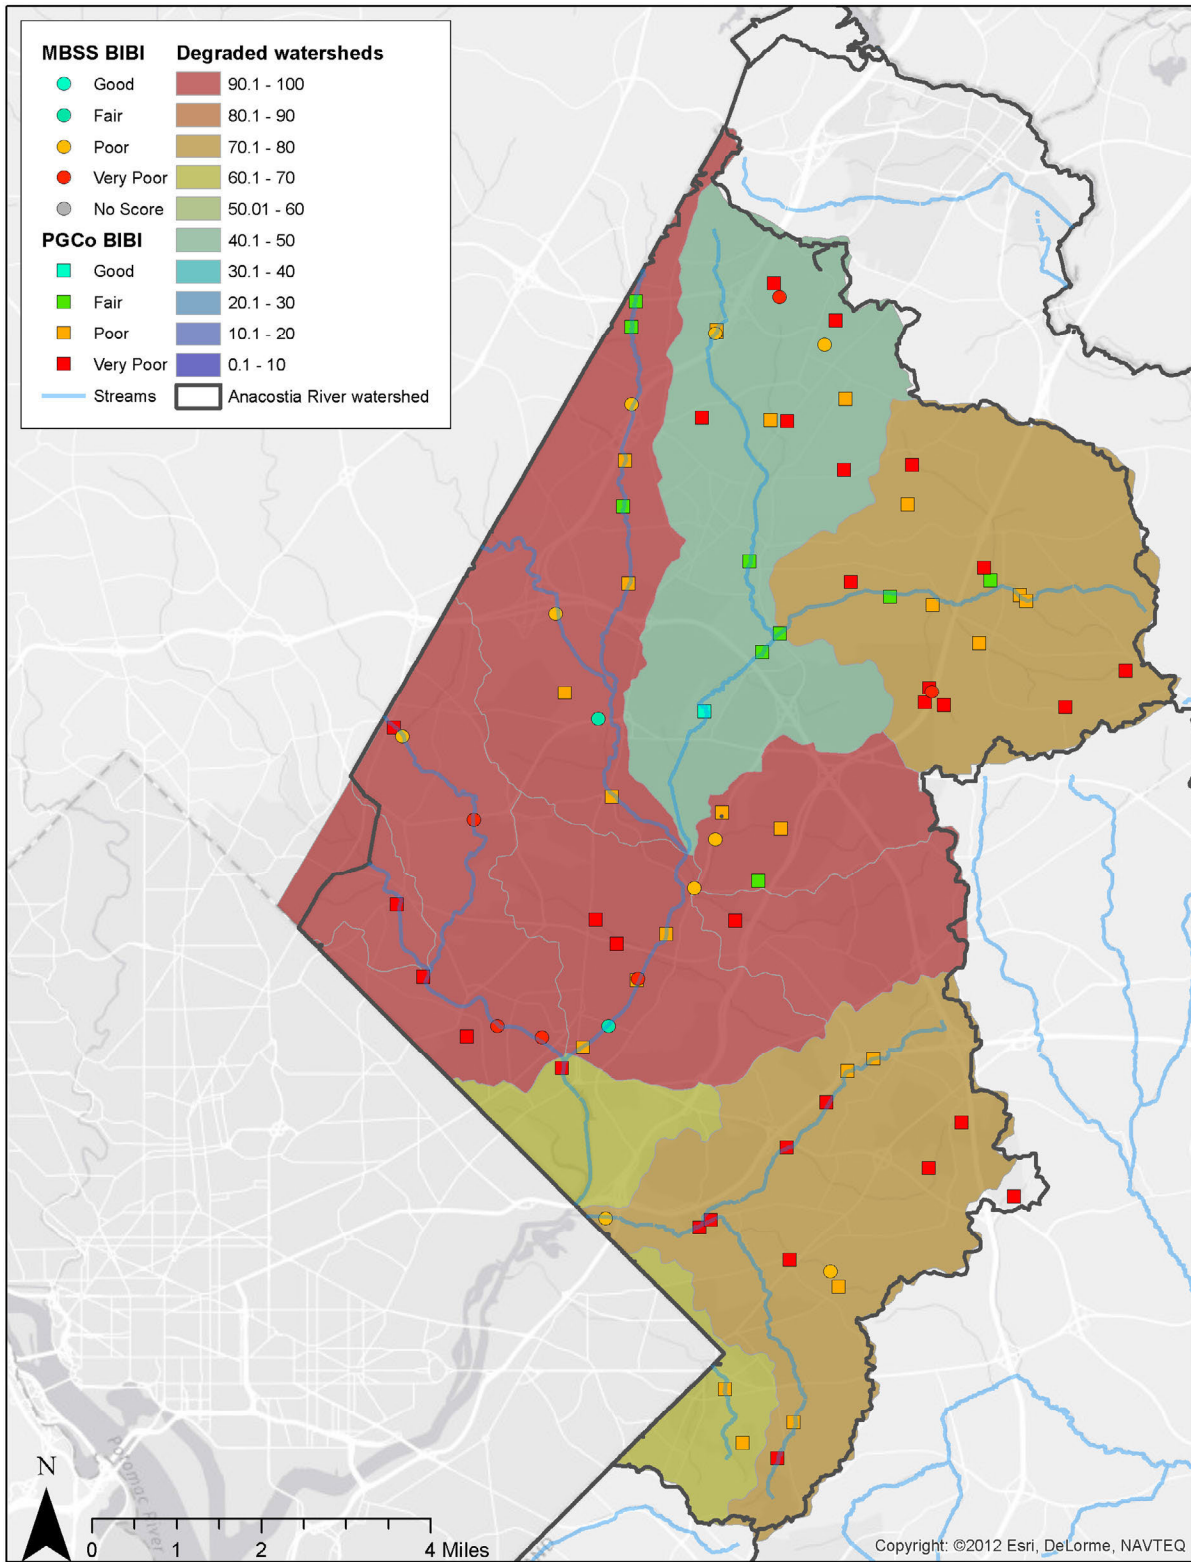 MBSS BIBI
Good
Fair
Poor
Very Poor
No Score
PGCo BIBI
Good
Fair
Poor
Very Poor
Streams
Degraded watersheds
90.1 - 100
80.1 - 90
70.1 - 80
60.1 - 70
50.01 - 60
40.1 - 50
30.1 - 40
20.1 - 30
10.1 - 20
0.1 - 10
Anacostia River watershed
Potomac River
N
0 1 2 4 Miles
Copyright: ©2012 Esri, DeLorme, NAVTEQ